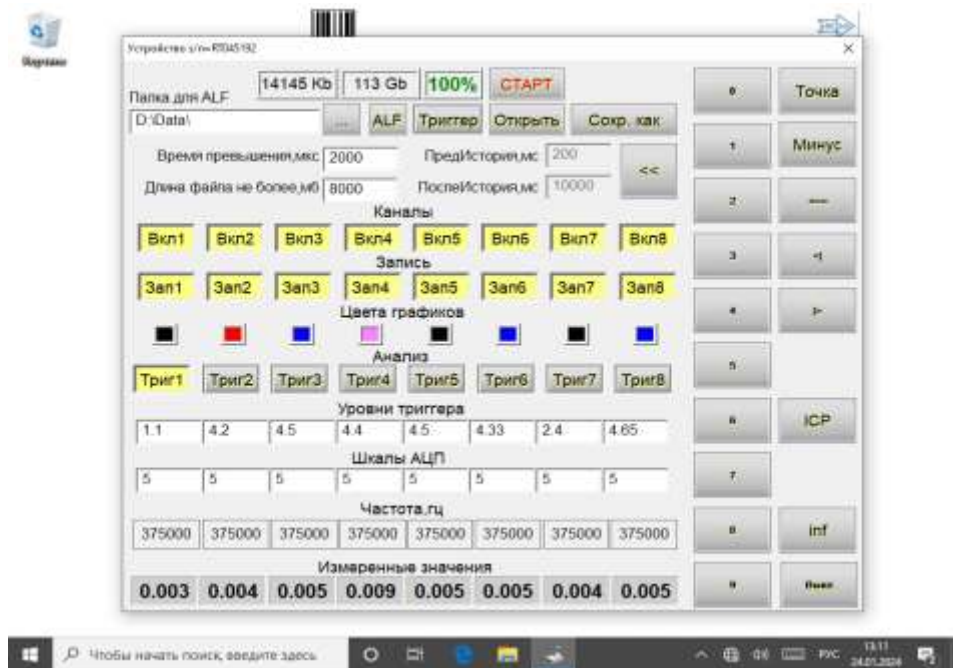 Корзина
Устройство s/n= RT045192
14145 Kb 113 Gb 100% СТАРТ
Папка для ALF
D:\Data\ ... ALF Триггер Открыть Сохр. как
Время превышения,мкс 2000 ПредИстория,мс 200
<<
Длина файла не более,мб 8000 ПослеИстория,мс 10000
Каналы
Вкл1 Вкл2 Вкл3 Вкл4 Вкл5 Вкл6 Вкл7 Вкл8
Запись
Зап1 Зап2 Зап3 Зап4 Зап5 Зап6 Зап7 Зап8
Цвета графиков
Анализ
Триг1 Триг2 Триг3 Триг4 Триг5 Триг6 Триг7 Триг8
Уровни триггера
1.1 4.2 4.5 4.4 4.5 4.33 2.4 4.65
Шкалы АЦП
5 5 5 5 5 5 5 5
Частота,гц
375000 375000 375000 375000 375000 375000 375000 375000
Измеренные значения
0.003 0.004 0.005 0.009 0.005 0.005 0.004 0.005
0 Точка
1 Минус
2
3 <|
4 |>
5
6 ICP
7
8 inf
9
Чтобы начать поиск, введите здесь
РУС 13:11
24.01.2024